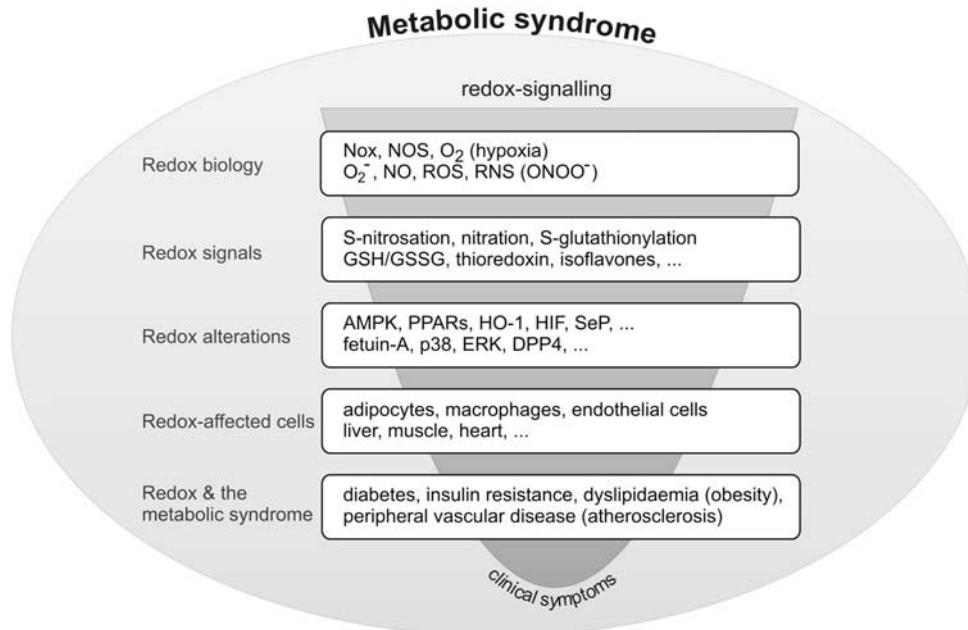 Metabolic syndrome
redox-signalling
Redox biology
Nox, NOS, O₂ (hypoxia)
O₂⁻, NO, ROS, RNS (ONOO⁻)
Redox signals
S-nitrosation, nitration, S-glutathionylation
GSH/GSSG, thioredoxin, isoflavones, ...
Redox alterations
AMPK, PPARs, HO-1, HIF, SeP, ...
fetuin-A, p38, ERK, DPP4, ...
Redox-affected cells
adipocytes, macrophages, endothelial cells
liver, muscle, heart, ...
Redox & the
metabolic syndrome
diabetes, insulin resistance, dyslipidaemia (obesity),
peripheral vascular disease (atherosclerosis)
clinical symptoms